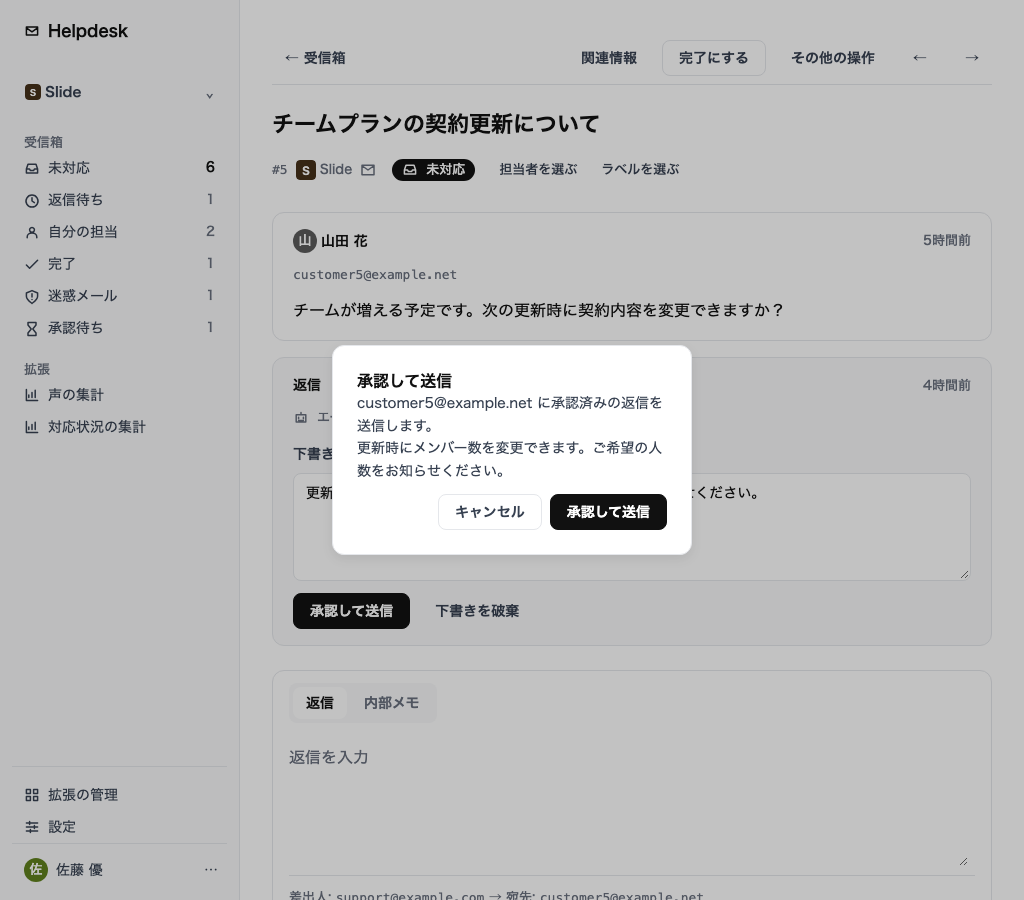 Helpdesk
S Slide
受信箱
未対応 6
返信待ち 1
自分の担当 2
完了 1
迷惑メール 1
承認待ち 1
拡張
声の集計
対応状況の集計
拡張の管理
設定
佐 佐藤 優 …
← 受信箱 関連情報 完了にする その他の操作 ← →
チームプランの契約更新について
#5 S Slide 未対応 担当者を選ぶ ラベルを選ぶ
山 山田 花 5時間前
customer5@example.net
チームが増える予定です。次の更新時に契約内容を変更できますか？
返信 4時間前
エ
下書き
更新 ください。
承認して送信
customer5@example.net に承認済みの返信を
送信します。
更新時にメンバー数を変更できます。ご希望の人
数をお知らせください。
キャンセル 承認して送信
承認して送信 下書きを破棄
返信 内部メモ
返信を入力
差出人: support@example.com → 宛先: customer5@example.net